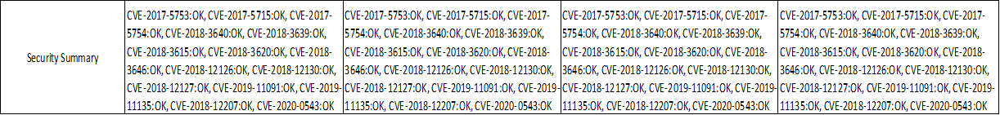 Security Summary
CVE-2017-5753:OK, CVE-2017-5715:OK, CVE-2017-
5754:OK, CVE-2018-3640:OK, CVE-2018-3639:OK,
CVE-2018-3615:OK, CVE-2018-3620:OK, CVE-2018-
3646:OK, CVE-2018-12126:OK, CVE-2018-12130:OK,
CVE-2018-12127:OK, CVE-2019-11091:OK, CVE-2019-
11135:OK, CVE-2018-12207:OK, CVE-2020-0543:OK
CVE-2017-5753:OK, CVE-2017-5715:OK, CVE-2017-
5754:OK, CVE-2018-3640:OK, CVE-2018-3639:OK,
CVE-2018-3615:OK, CVE-2018-3620:OK, CVE-2018-
3646:OK, CVE-2018-12126:OK, CVE-2018-12130:OK,
CVE-2018-12127:OK, CVE-2019-11091:OK, CVE-2019-
11135:OK, CVE-2018-12207:OK, CVE-2020-0543:OK
CVE-2017-5753:OK, CVE-2017-5715:OK, CVE-2017-
5754:OK, CVE-2018-3640:OK, CVE-2018-3639:OK,
CVE-2018-3615:OK, CVE-2018-3620:OK, CVE-2018-
3646:OK, CVE-2018-12126:OK, CVE-2018-12130:OK,
CVE-2018-12127:OK, CVE-2019-11091:OK, CVE-2019-
11135:OK, CVE-2018-12207:OK, CVE-2020-0543:OK
CVE-2017-5753:OK, CVE-2017-5715:OK, CVE-2017-
5754:OK, CVE-2018-3640:OK, CVE-2018-3639:OK,
CVE-2018-3615:OK, CVE-2018-3620:OK, CVE-2018-
3646:OK, CVE-2018-12126:OK, CVE-2018-12130:OK,
CVE-2018-12127:OK, CVE-2019-11091:OK, CVE-2019-
11135:OK, CVE-2018-12207:OK, CVE-2020-0543:OK